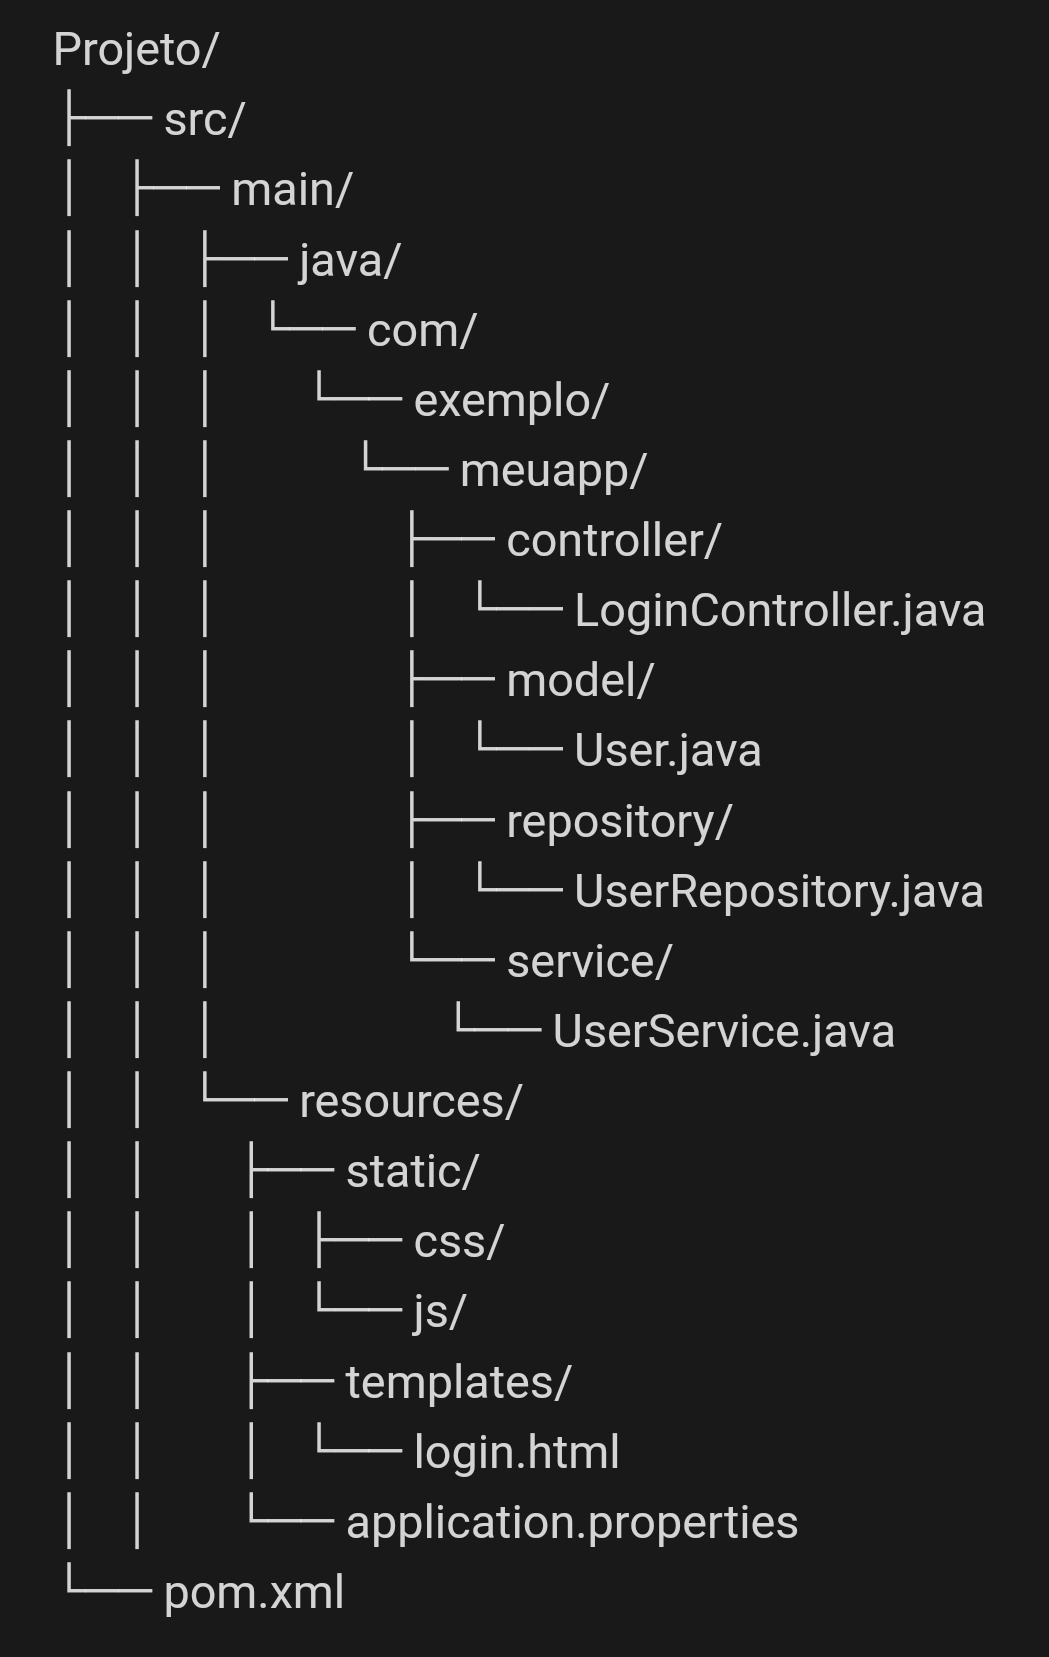 Projeto/
├── src/
│ ├── main/
│ │ ├── java/
│ │ │ └── com/
│ │ │ └── exemplo/
│ │ │ └── meuapp/
│ │ │ ├── controller/
│ │ │ │ └── LoginController.java
│ │ │ ├── model/
│ │ │ │ └── User.java
│ │ │ ├── repository/
│ │ │ │ └── UserRepository.java
│ │ │ └── service/
│ │ │ └── UserService.java
│ │ └── resources/
│ │ ├── static/
│ │ │ ├── css/
│ │ │ └── js/
│ │ ├── templates/
│ │ │ └── login.html
│ │ └── application.properties
└── pom.xml